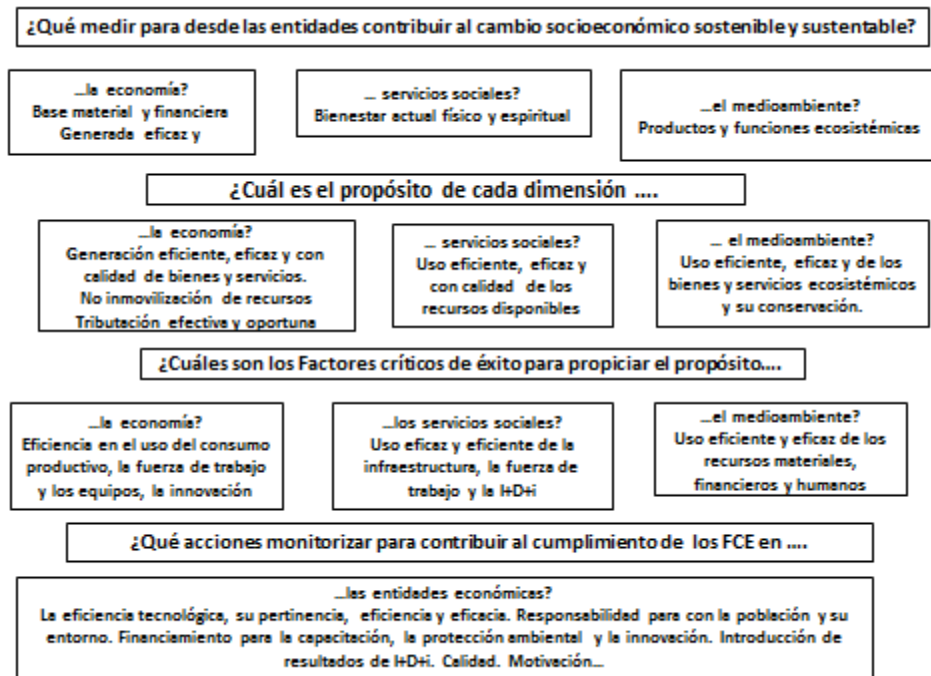 ¿Qué medir para desde las entidades contribuir al cambio socioeconómico sostenible y sustentable?
...la economía?
Base material y financiera
Generada eficaz y
... servicios sociales?
Bienestar actual físico y espiritual
...el medioambiente?
Productos y funciones ecosistémicas
¿Cuál es el propósito de cada dimensión ....
...la economía?
Generación eficiente, eficaz y con
calidad de bienes y servicios.
No inmovilización de recursos
Tributación efectiva y oportuna
... servicios sociales?
Uso eficiente, eficaz y
con calidad de los
recursos disponibles
... el medioambiente?
Uso eficiente, eficaz y de los
bienes y servicios ecosistémicos
y su conservación.
¿Cuáles son los Factores críticos de éxito para propiciar el propósito....
...la economía?
Eficiencia en el uso del consumo
productivo, la fuerza de trabajo
y los equipos, la innovación
...los servicios sociales?
Uso eficaz y eficiente de la
infraestructura, la fuerza de
trabajo y la I+D+i
...el medioambiente?
Uso eficiente y eficaz de los
recursos materiales,
financieros y humanos
¿Qué acciones monitorizar para contribuir al cumplimiento de los FCE en ....
...las entidades económicas?
La eficiencia tecnológica, su pertinencia, eficiencia y eficacia. Responsabilidad para con la población y su
entorno. Financiamiento para la capacitación, la protección ambiental y la innovación. Introducción de
resultados de I+D+i. Calidad. Motivación...